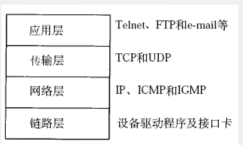 应用层 Telnet、FTP和e-mail等
传输层 TCP和UDP
网络层 IP、ICMP和IGMP
链路层 设备驱动程序及接口卡